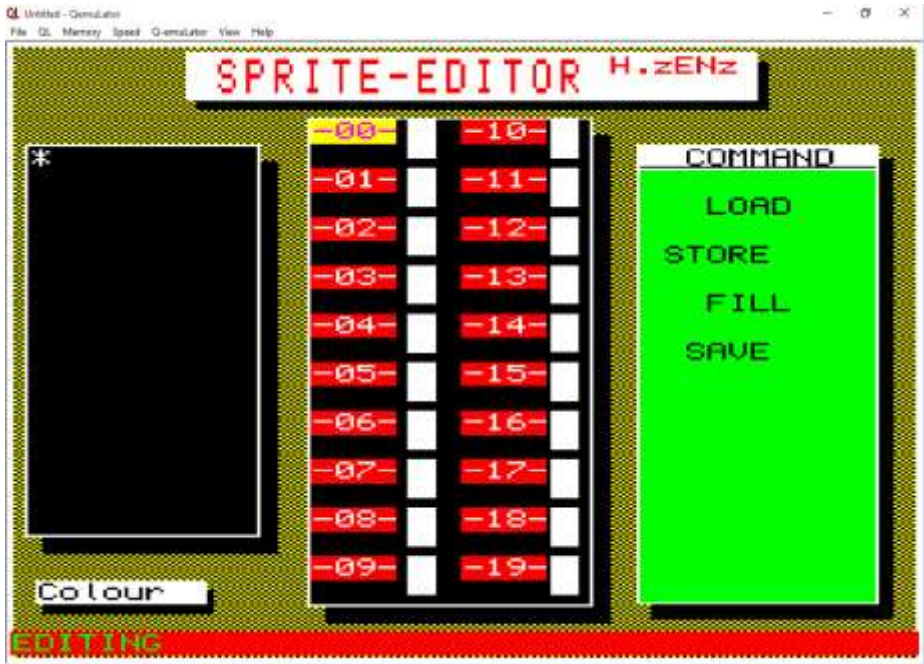 Untitled - QemuLator
File QL Memory Speed Q-emuLator View Help
SPRITE-EDITOR H.zENz
*
-00- -10-
-01- -11-
-02- -12-
-03- -13-
-04- -14-
-05- -15-
-06- -16-
-07- -17-
-08- -18-
-09- -19-
COMMAND
LOAD
STORE
FILL
SAVE
Colour
EDITING